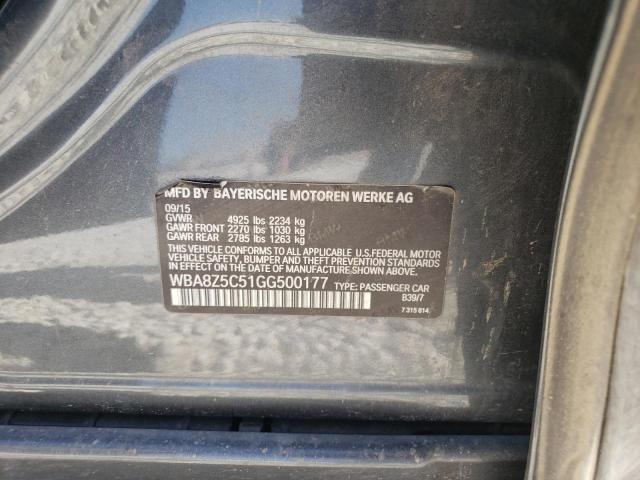 MFD BY BAYERISCHE MOTOREN WERKE AG
09/15
GVWR 4925 lbs 2234 kg
GAWR FRONT 2270 lbs 1030 kg
GAWR REAR 2785 lbs 1263 kg
THIS VEHICLE CONFORMS TO ALL APPLICABLE U.S.FEDERAL MOTOR
VEHICLE SAFETY, BUMPER AND THEFT PREVENTION STANDARDS
IN EFFECT ON THE DATE OF MANUFACTURE SHOWN ABOVE.
WBA8Z5C51GG500177 TYPE: PASSENGER CAR
B39/7
7 315 614